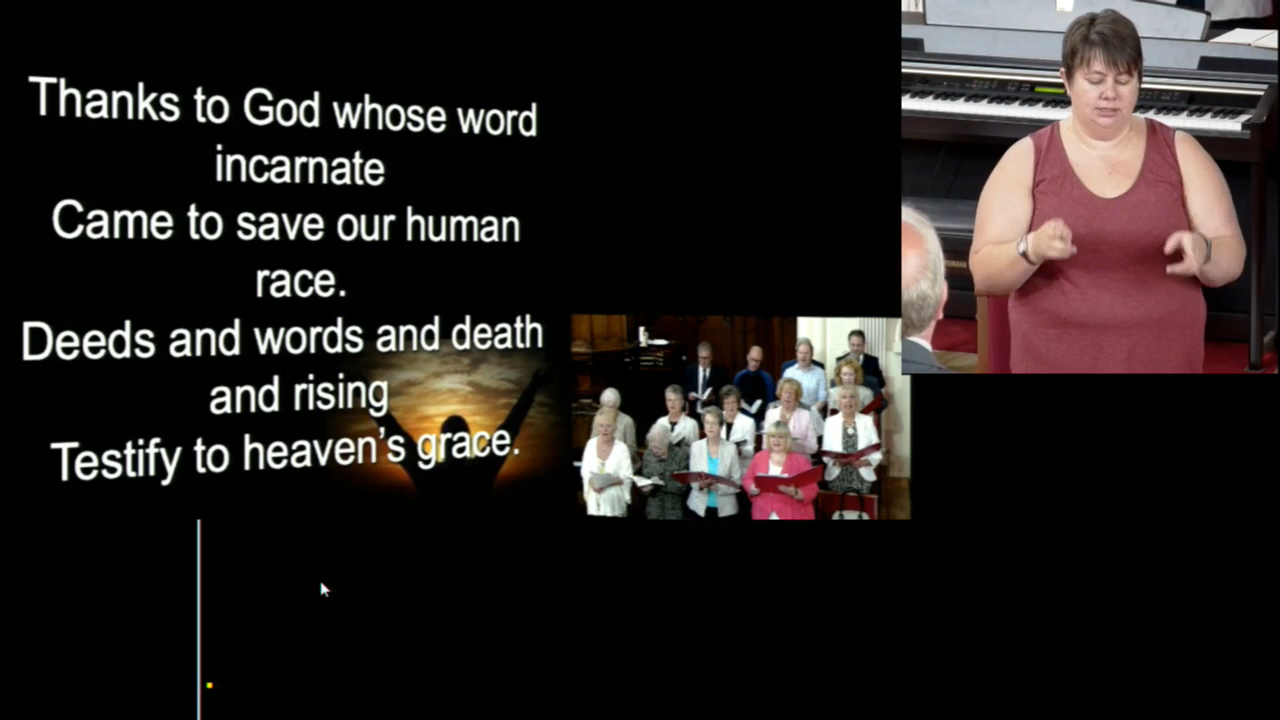 Thanks to God whose word
incarnate
Came to save our human
race.
Deeds and words and death
and rising
Testify to heaven's grace.
YAMAHA